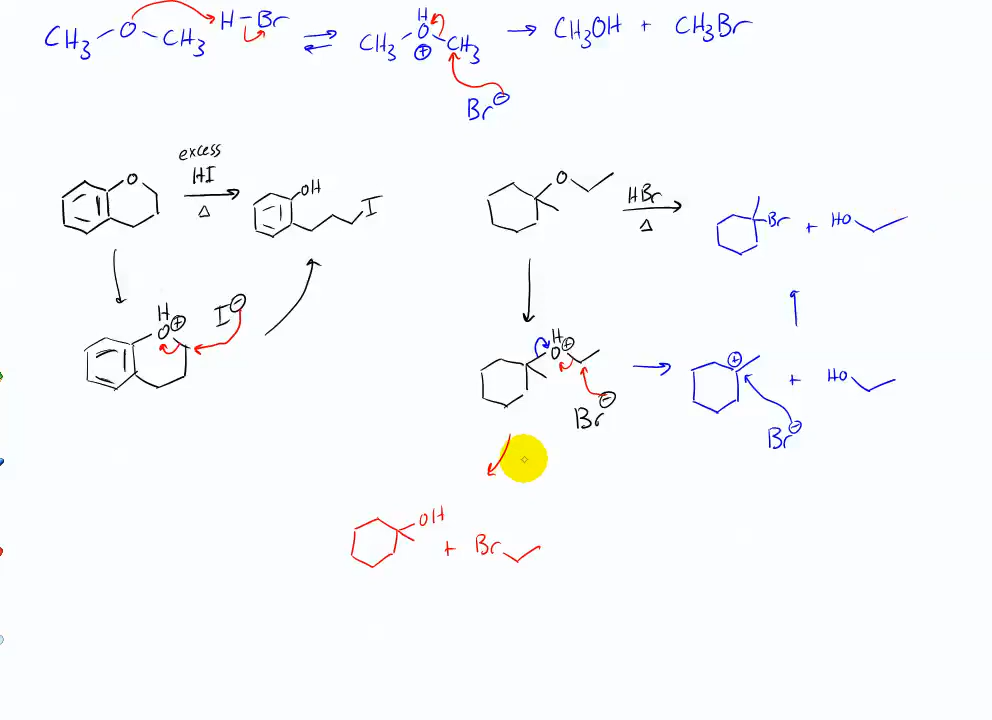 CH3 – O – CH3 H – Br ⇌ CH3 – O – CH3 → CH3OH + CH3Br
H
⊕
Br ⊖
excess
HI
Δ
O
OH
I
O
HBr
Δ
Br + HO
H
O ⊕
I ⊖
H
O ⊕
Br ⊖
⊕
+ HO
Br ⊖
OH
+ Br